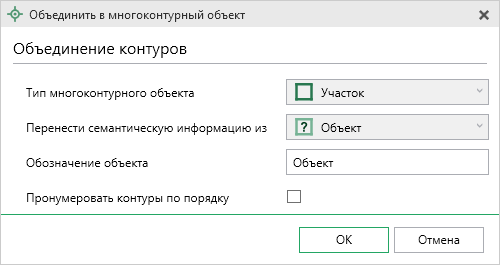 Объединить в многоконтурный объект
Объединение контуров
Тип многоконтурного объекта
Участок
Перенести семантическую информацию из
? Объект
Обозначение объекта
Объект
Пронумеровать контуры по порядку
ОК
Отмена